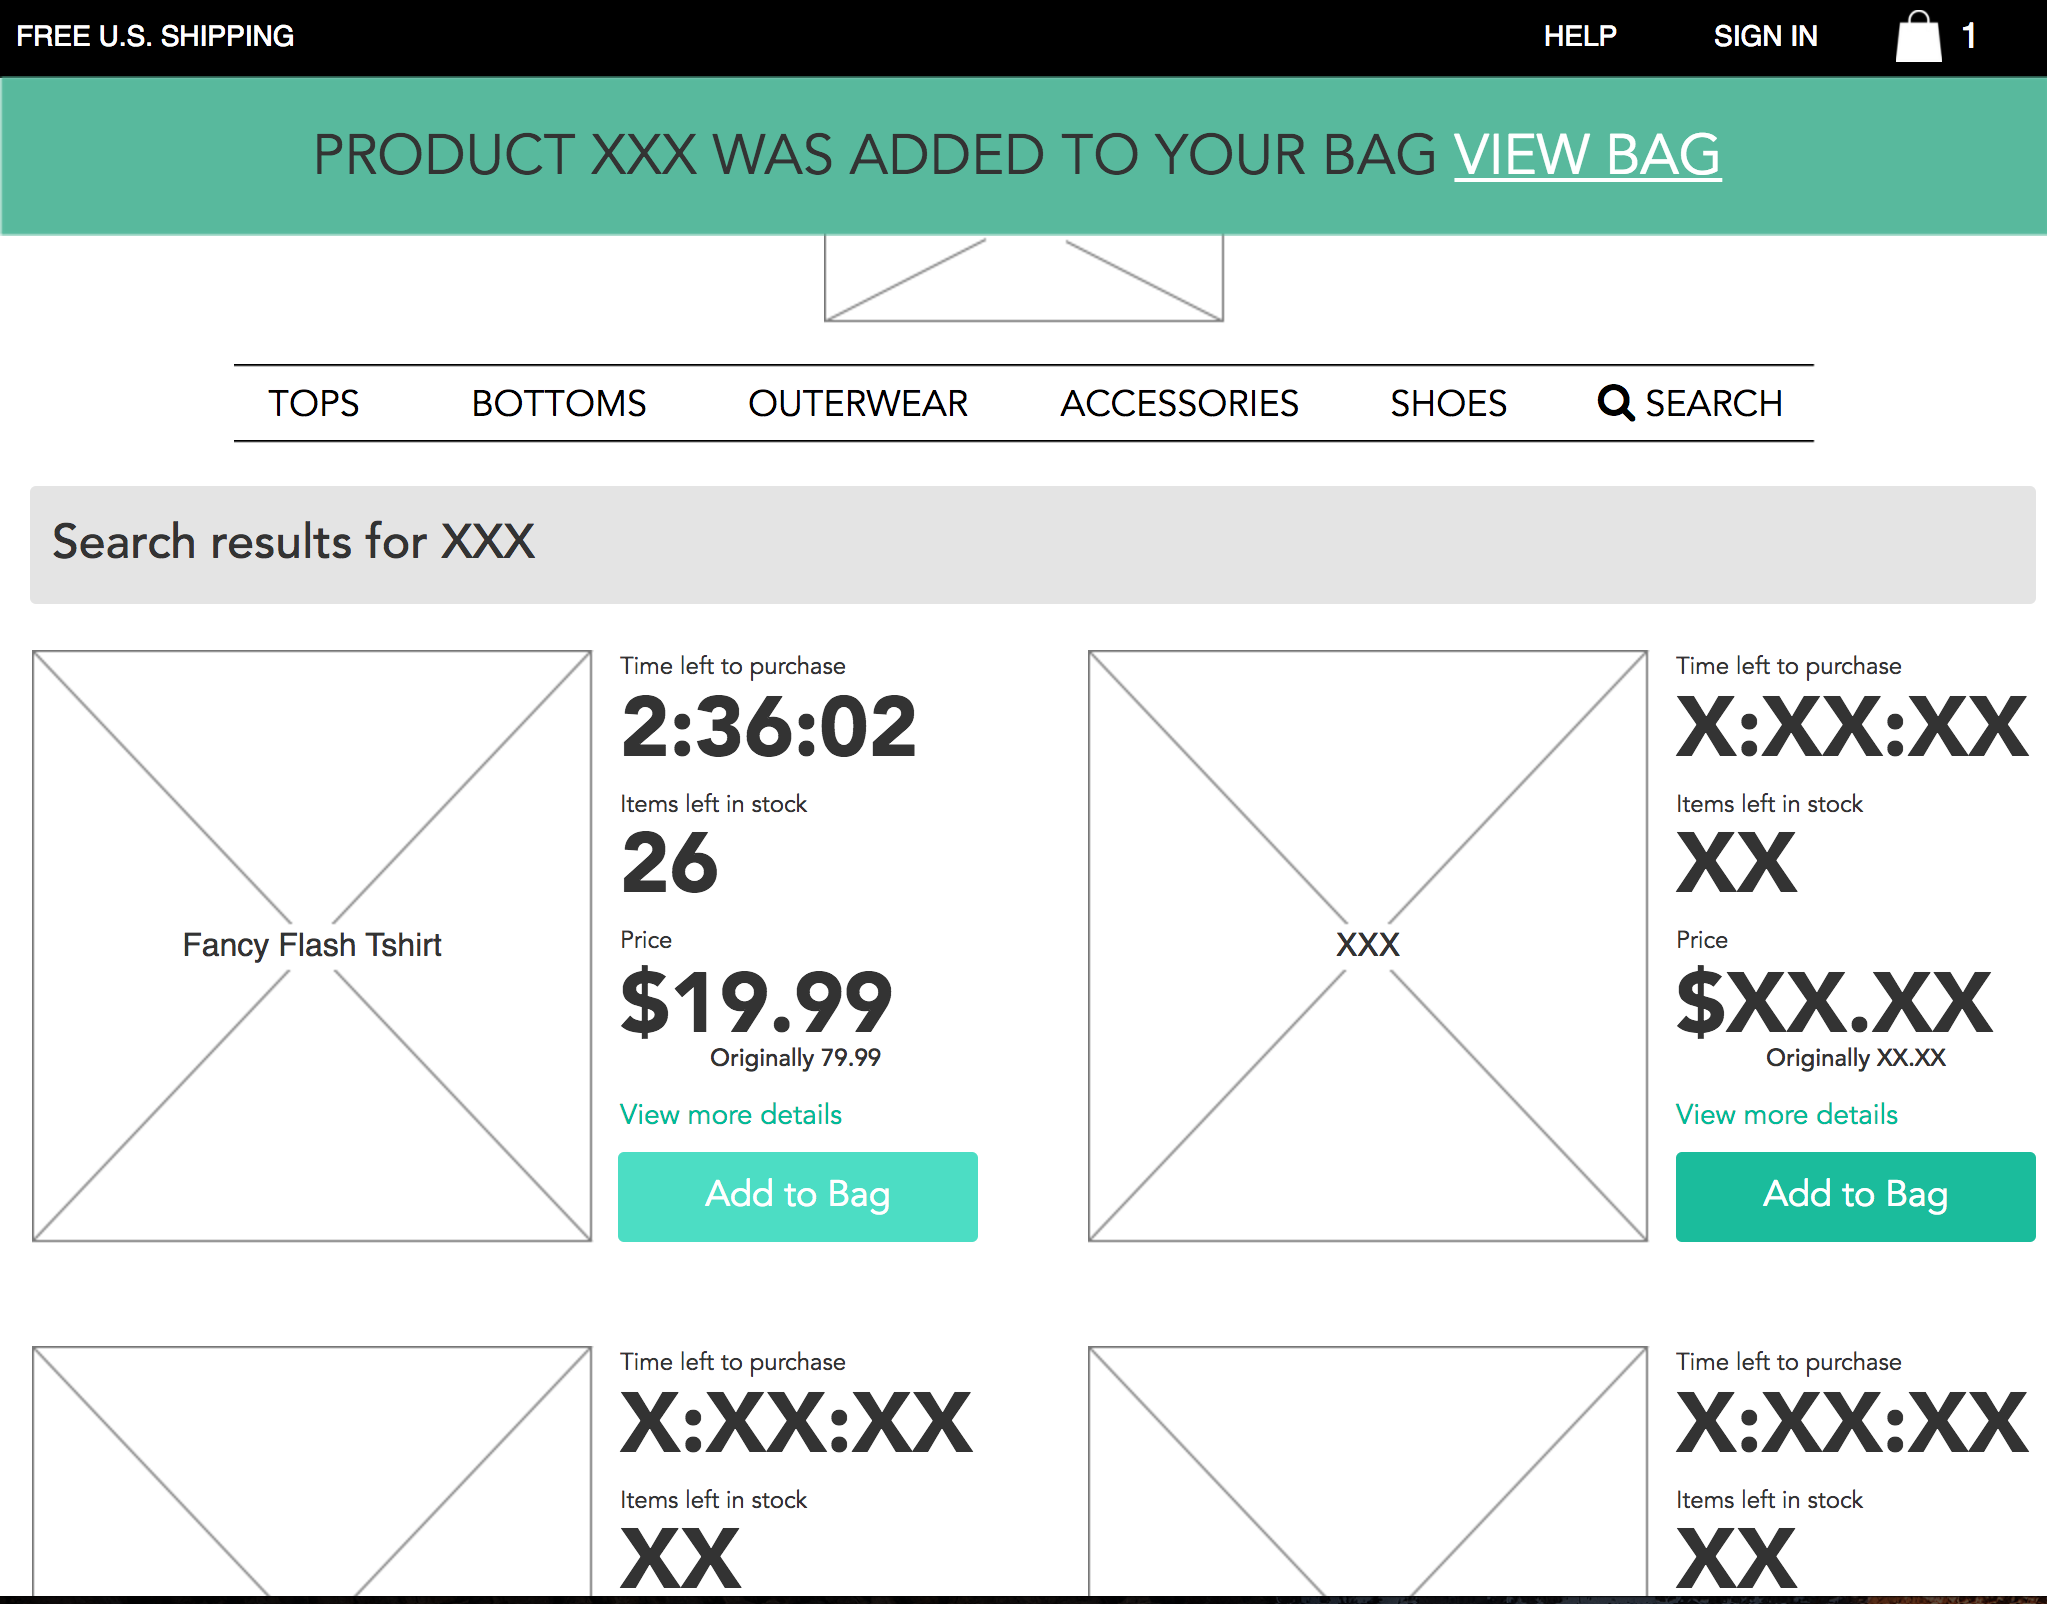 FREE U.S. SHIPPING HELP SIGN IN 1
PRODUCT XXX WAS ADDED TO YOUR BAG VIEW BAG
TOPS BOTTOMS OUTERWEAR ACCESSORIES SHOES SEARCH
Search results for XXX
Fancy Flash Tshirt
Time left to purchase
2:36:02
Items left in stock
26
Price
$19.99
Originally 79.99
View more details
Add to Bag
XXX
Time left to purchase
X:XX:XX
Items left in stock
XX
Price
$XX.XX
Originally XX.XX
View more details
Add to Bag
Time left to purchase
X:XX:XX
Items left in stock
XX
Time left to purchase
X:XX:XX
Items left in stock
XX